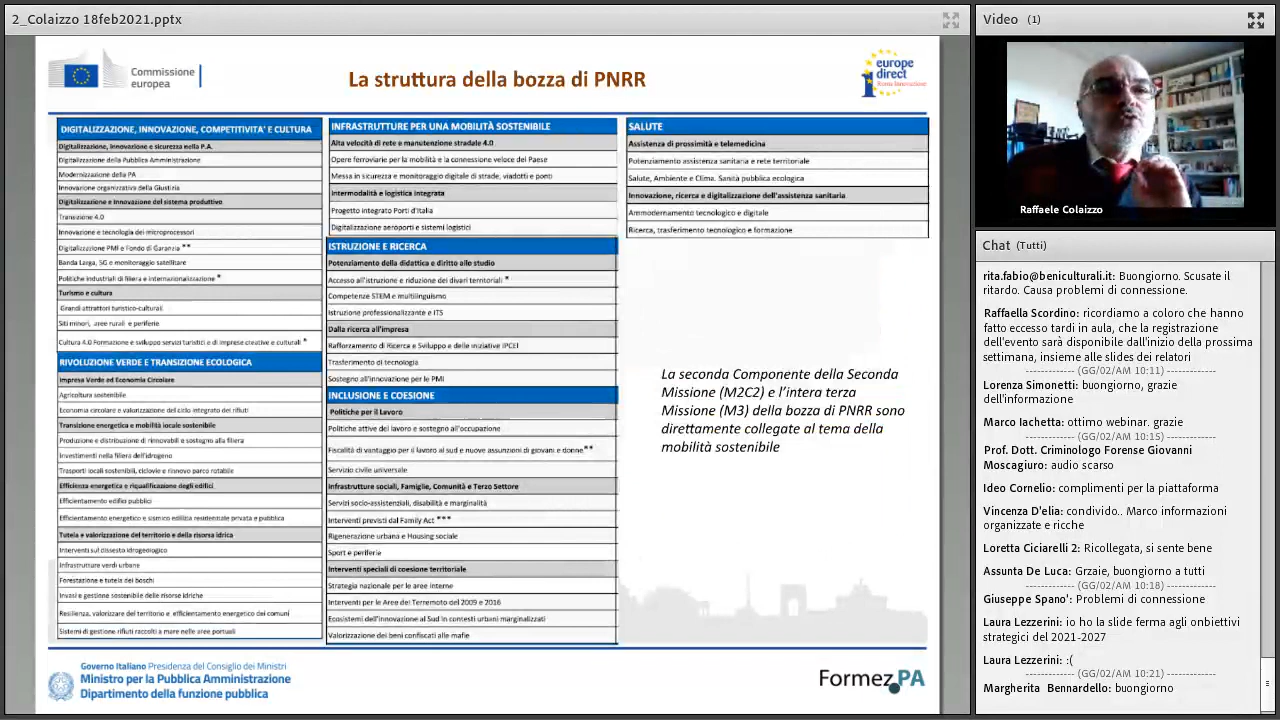 2_Colaizzo 18feb2021.pptx
Commissione
europea
La struttura della bozza di PNRR
europe
direct
Roma Innovazione
DIGITALIZZAZIONE, INNOVAZIONE, COMPETITIVITA' E CULTURA
Digitalizzazione, innovazione e sicurezza nella P.A.
Digitalizzazione della Pubblica Amministrazione
Modernizzazione della PA
Innovazione organizzativa della Giustizia
Digitalizzazione e Innovazione del sistema produttivo
Transizione 4.0
Innovazione e tecnologia dei microprocessori
Digitalizzazione PMI e Fondo di Garanzia **
Banda Larga, 5G e monitoraggio satellitare
Politiche industriali di filiera e internazionalizzazione *
Turismo e cultura
Grandi attrattori turistico-culturali
Siti minori, aree rurali e periferie
Cultura 4.0 Formazione e sviluppo servizi turistici e di imprese creative e culturali *
RIVOLUZIONE VERDE E TRANSIZIONE ECOLOGICA
Impresa Verde ed Economia Circolare
Agricoltura sostenibile
Economia circolare e valorizzazione del ciclo integrato dei rifiuti
Transizione energetica e mobilità locale sostenibile
Produzione e distribuzione di rinnovabili e sostegno alla filiera
Investimenti nella filiera dell'idrogeno
Trasporti locali sostenibili, ciclovie e rinnovo parco rotabile
Efficienza energetica e riqualificazione degli edifici
Efficientamento edifici pubblici
Efficientamento energetico e sismico edilizia residenziale privata e pubblica
Tutela e valorizzazione del territorio e della risorsa idrica
Interventi sul dissesto idrogeologico
Infrastrutture verdi urbane
Forestazione e tutela dei boschi
Invasi e gestione sostenibile delle risorse idriche
Resilienza, valorizzare del territorio e efficientamento energetico dei comuni
Sistemi di gestione rifiuti raccolti a mare nelle aree portuali
INFRASTRUTTURE PER UNA MOBILITÀ SOSTENIBILE
Alta velocità di rete e manutenzione stradale 4.0
Opere ferroviarie per la mobilità e la connessione veloce del Paese
Messa in sicurezza e monitoraggio digitale di strade, viadotti e ponti
Intermodalità e logistica integrata
Progetto integrato Porti d'Italia
Digitalizzazione aeroporti e sistemi logistici
ISTRUZIONE E RICERCA
Potenziamento della didattica e diritto allo studio
Accesso all'istruzione e riduzione dei divari territoriali *
Competenze STEM e multilinguismo
Istruzione professionalizzante e ITS
Dalla ricerca all'impresa
Rafforzamento di Ricerca e Sviluppo e delle iniziative IPCEI
Trasferimento di tecnologia
Sostegno all'innovazione per le PMI
INCLUSIONE E COESIONE
Politiche per il Lavoro
Politiche attive del lavoro e sostegno all'occupazione
Fiscalità di vantaggio per il lavoro al sud e nuove assunzioni di giovani e donne**
Servizio civile universale
Infrastrutture sociali, Famiglie, Comunità e Terzo Settore
Servizi socio-assistenziali, disabilità e marginalità
Interventi previsti dal Family Act ***
Rigenerazione urbana e Housing sociale
Sport e periferie
Interventi speciali di coesione territoriale
Strategia nazionale per le aree interne
Interventi per le Aree del Terremoto del 2009 e 2016
Ecosistemi dell'innovazione al Sud in contesti urbani marginalizzati
Valorizzazione dei beni confiscati alle mafie
SALUTE
Assistenza di prossimità e telemedicina
Potenziamento assistenza sanitaria e rete territoriale
Salute, Ambiente e Clima. Sanità pubblica ecologica
Innovazione, ricerca e digitalizzazione dell'assistenza sanitaria
Ammodernamento tecnologico e digitale
Ricerca, trasferimento tecnologico e formazione
La seconda Componente della Seconda
Missione (M2C2) e l'intera terza
Missione (M3) della bozza di PNRR sono
direttamente collegate al tema della
mobilità sostenibile
Governo Italiano Presidenza del Consiglio dei Ministri
Ministro per la Pubblica Amministrazione
Dipartimento della funzione pubblica
Formez PA
Video (1)
Raffaele Colaizzo
Chat (Tutti)
rita.fabio@beniculturali.it: Buongiorno. Scusate il
ritardo. Causa problemi di connessione.
Raffaella Scordino: ricordiamo a coloro che hanno
fatto eccesso tardi in aula, che la registrazione
dell'evento sarà disponibile dall'inizio della prossima
settimana, insieme alle sldes dei relatori
------------- (GG/02/AM 10:11) -------------
Lorenza Simonetti: buongiorno, grazie
dell'informazione
Marco Iachetta: ottimo webinar. grazie
------------- (GG/02/AM 10:15) -------------
Prof. Dott. Criminologo Forense Giovanni
Moscagiuro: audio scarso
Ideo Cornelio: complimenti per la piattaforma
Vincenza D'elia: condivido.. Marco informazioni
organizzate e ricche
Loretta Ciciarelli 2: Ricollegata, si sente bene
Assunta De Luca: Grzaie, buongiorno a tutti
------------- (GG/02/AM 10:18) -------------
Giuseppe Spano': Problemi di connessione
Laura Lezzerini: io ho la slide ferma agli onbiettivi
strategici del 2021-2027
Laura Lezzerini: :(
------------- (GG/02/AM 10:21) -------------
Margherita Bennardello: buongiorno